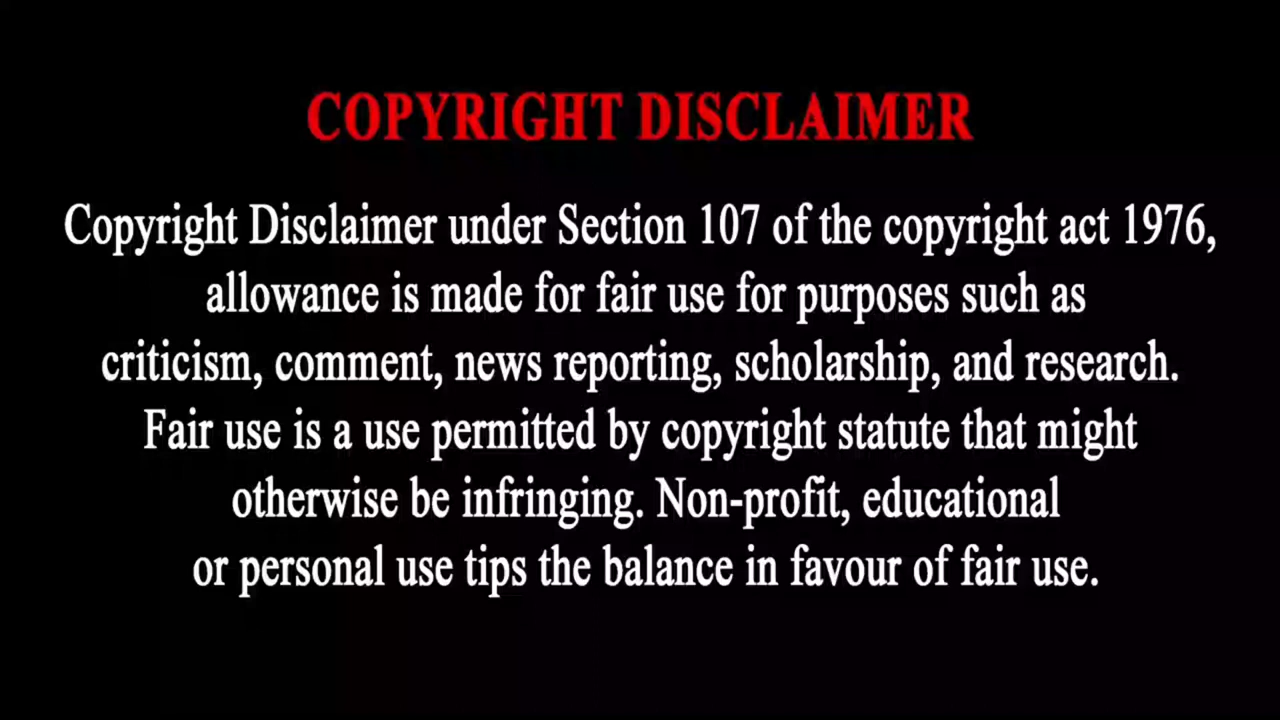 COPYRIGHT DISCLAIMER
Copyright Disclaimer under Section 107 of the copyright act 1976,
allowance is made for fair use for purposes such as
criticism, comment, news reporting, scholarship, and research.
Fair use is a use permitted by copyright statute that might
otherwise be infringing. Non-profit, educational
or personal use tips the balance in favour of fair use.